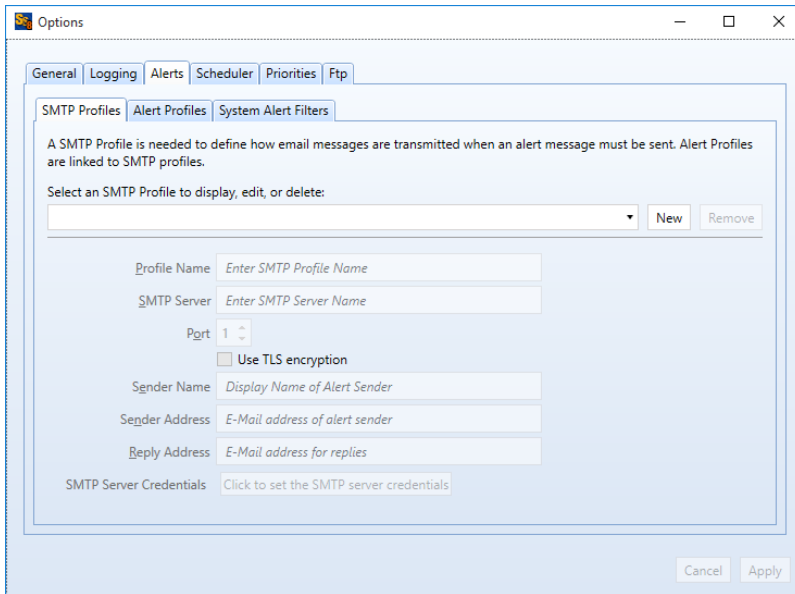 Options
General Logging Alerts Scheduler Priorities Ftp
SMTP Profiles Alert Profiles System Alert Filters
A SMTP Profile is needed to define how email messages are transmitted when an alert message must be sent. Alert Profiles
are linked to SMTP profiles.
Select an SMTP Profile to display, edit, or delete:
New Remove
Profile Name Enter SMTP Profile Name
SMTP Server Enter SMTP Server Name
Port 1
Use TLS encryption
Sender Name Display Name of Alert Sender
Sender Address E-Mail address of alert sender
Reply Address E-Mail address for replies
SMTP Server Credentials Click to set the SMTP server credentials
Cancel Apply